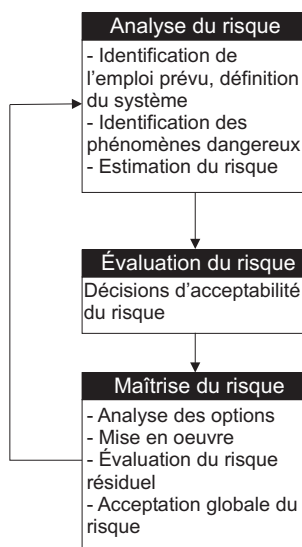 Analyse du risque
- Identification de
l'emploi prévu, définition
du système
- Identification des
phénomènes dangereux
- Estimation du risque
Évaluation du risque
Décisions d'acceptabilité
du risque
Maîtrise du risque
- Analyse des options
- Mise en oeuvre
- Évaluation du risque
résiduel
- Acceptation globale du
risque